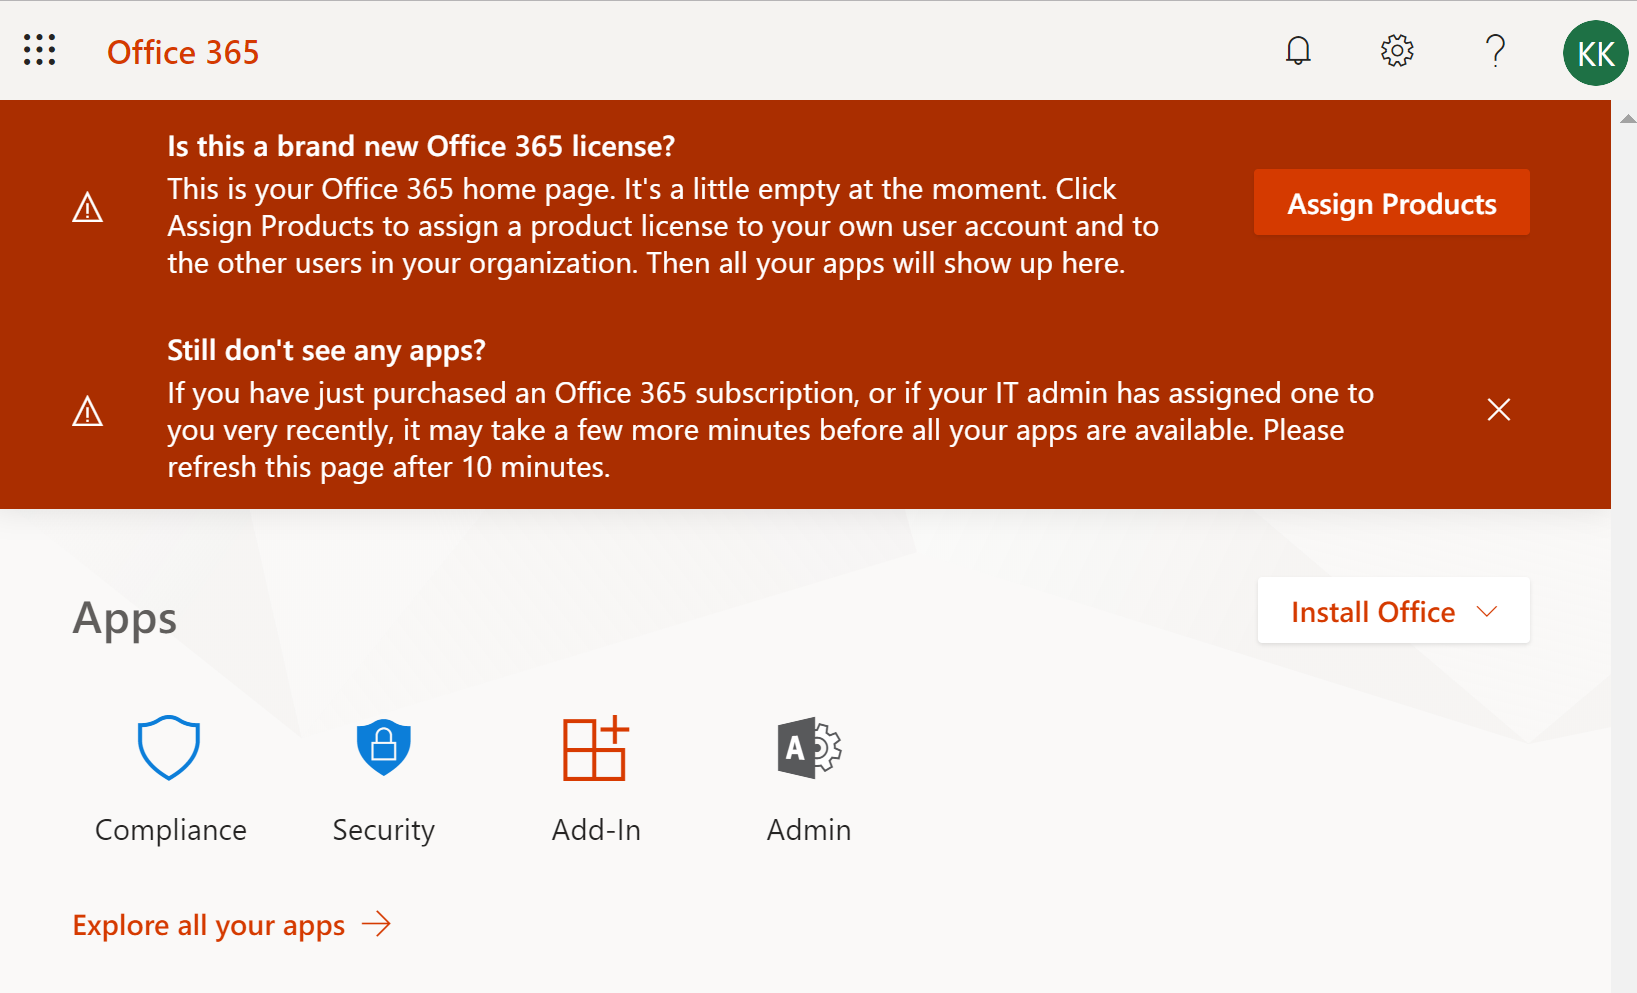 Office 365
KK
Is this a brand new Office 365 license?
This is your Office 365 home page. It's a little empty at the moment. Click
Assign Products to assign a product license to your own user account and to
the other users in your organization. Then all your apps will show up here.
Assign Products
Still don't see any apps?
If you have just purchased an Office 365 subscription, or if your IT admin has assigned one to
you very recently, it may take a few more minutes before all your apps are available. Please
refresh this page after 10 minutes.
Apps
Install Office
A
Compliance
Security
Add-In
Admin
Explore all your apps